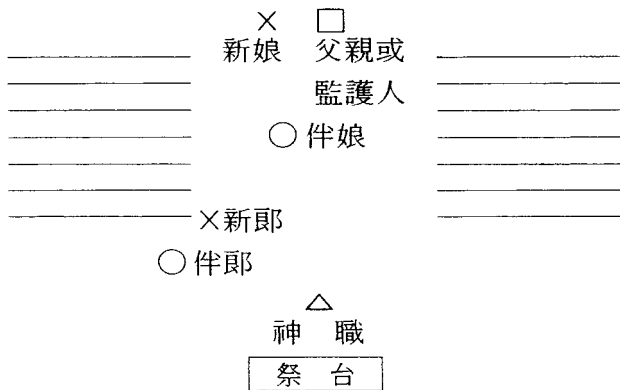 × □
新娘 父親或
監護人
○伴娘
×新郎
○伴郎
△
神 職
祭 台